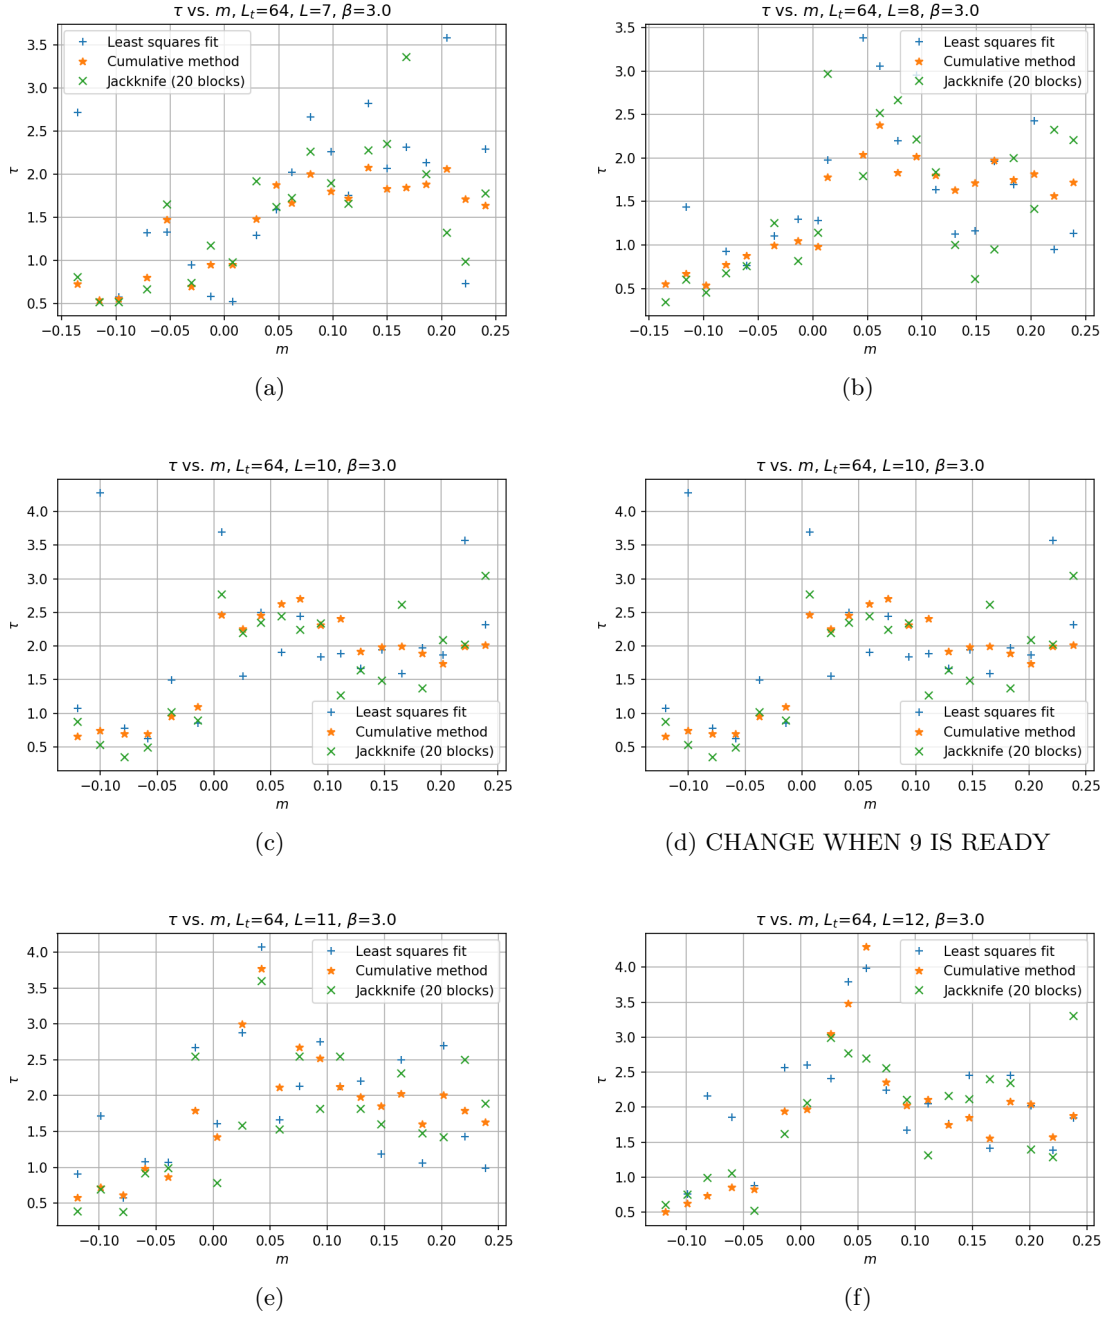 τ vs. m, L_t=64, L=7, β=3.0
τ
3.5
3.0
2.5
2.0
1.5
1.0
0.5
Least squares fit
Cumulative method
Jackknife (20 blocks)
−0.15 −0.10 −0.05 0.00 0.05 0.10 0.15 0.20 0.25
m
(a)
τ vs. m, L_t=64, L=8, β=3.0
τ
3.5
3.0
2.5
2.0
1.5
1.0
0.5
Least squares fit
Cumulative method
Jackknife (20 blocks)
−0.15 −0.10 −0.05 0.00 0.05 0.10 0.15 0.20 0.25
m
(b)
τ vs. m, L_t=64, L=10, β=3.0
τ
4.0
3.5
3.0
2.5
2.0
1.5
1.0
0.5
Least squares fit
Cumulative method
Jackknife (20 blocks)
−0.10 −0.05 0.00 0.05 0.10 0.15 0.20 0.25
m
(c)
τ vs. m, L_t=64, L=10, β=3.0
τ
4.0
3.5
3.0
2.5
2.0
1.5
1.0
0.5
Least squares fit
Cumulative method
Jackknife (20 blocks)
−0.10 −0.05 0.00 0.05 0.10 0.15 0.20 0.25
m
(d) CHANGE WHEN 9 IS READY
τ vs. m, L_t=64, L=11, β=3.0
τ
4.0
3.5
3.0
2.5
2.0
1.5
1.0
0.5
Least squares fit
Cumulative method
Jackknife (20 blocks)
−0.10 −0.05 0.00 0.05 0.10 0.15 0.20 0.25
m
(e)
τ vs. m, L_t=64, L=12, β=3.0
τ
4.0
3.5
3.0
2.5
2.0
1.5
1.0
0.5
Least squares fit
Cumulative method
Jackknife (20 blocks)
−0.10 −0.05 0.00 0.05 0.10 0.15 0.20 0.25
m
(f)